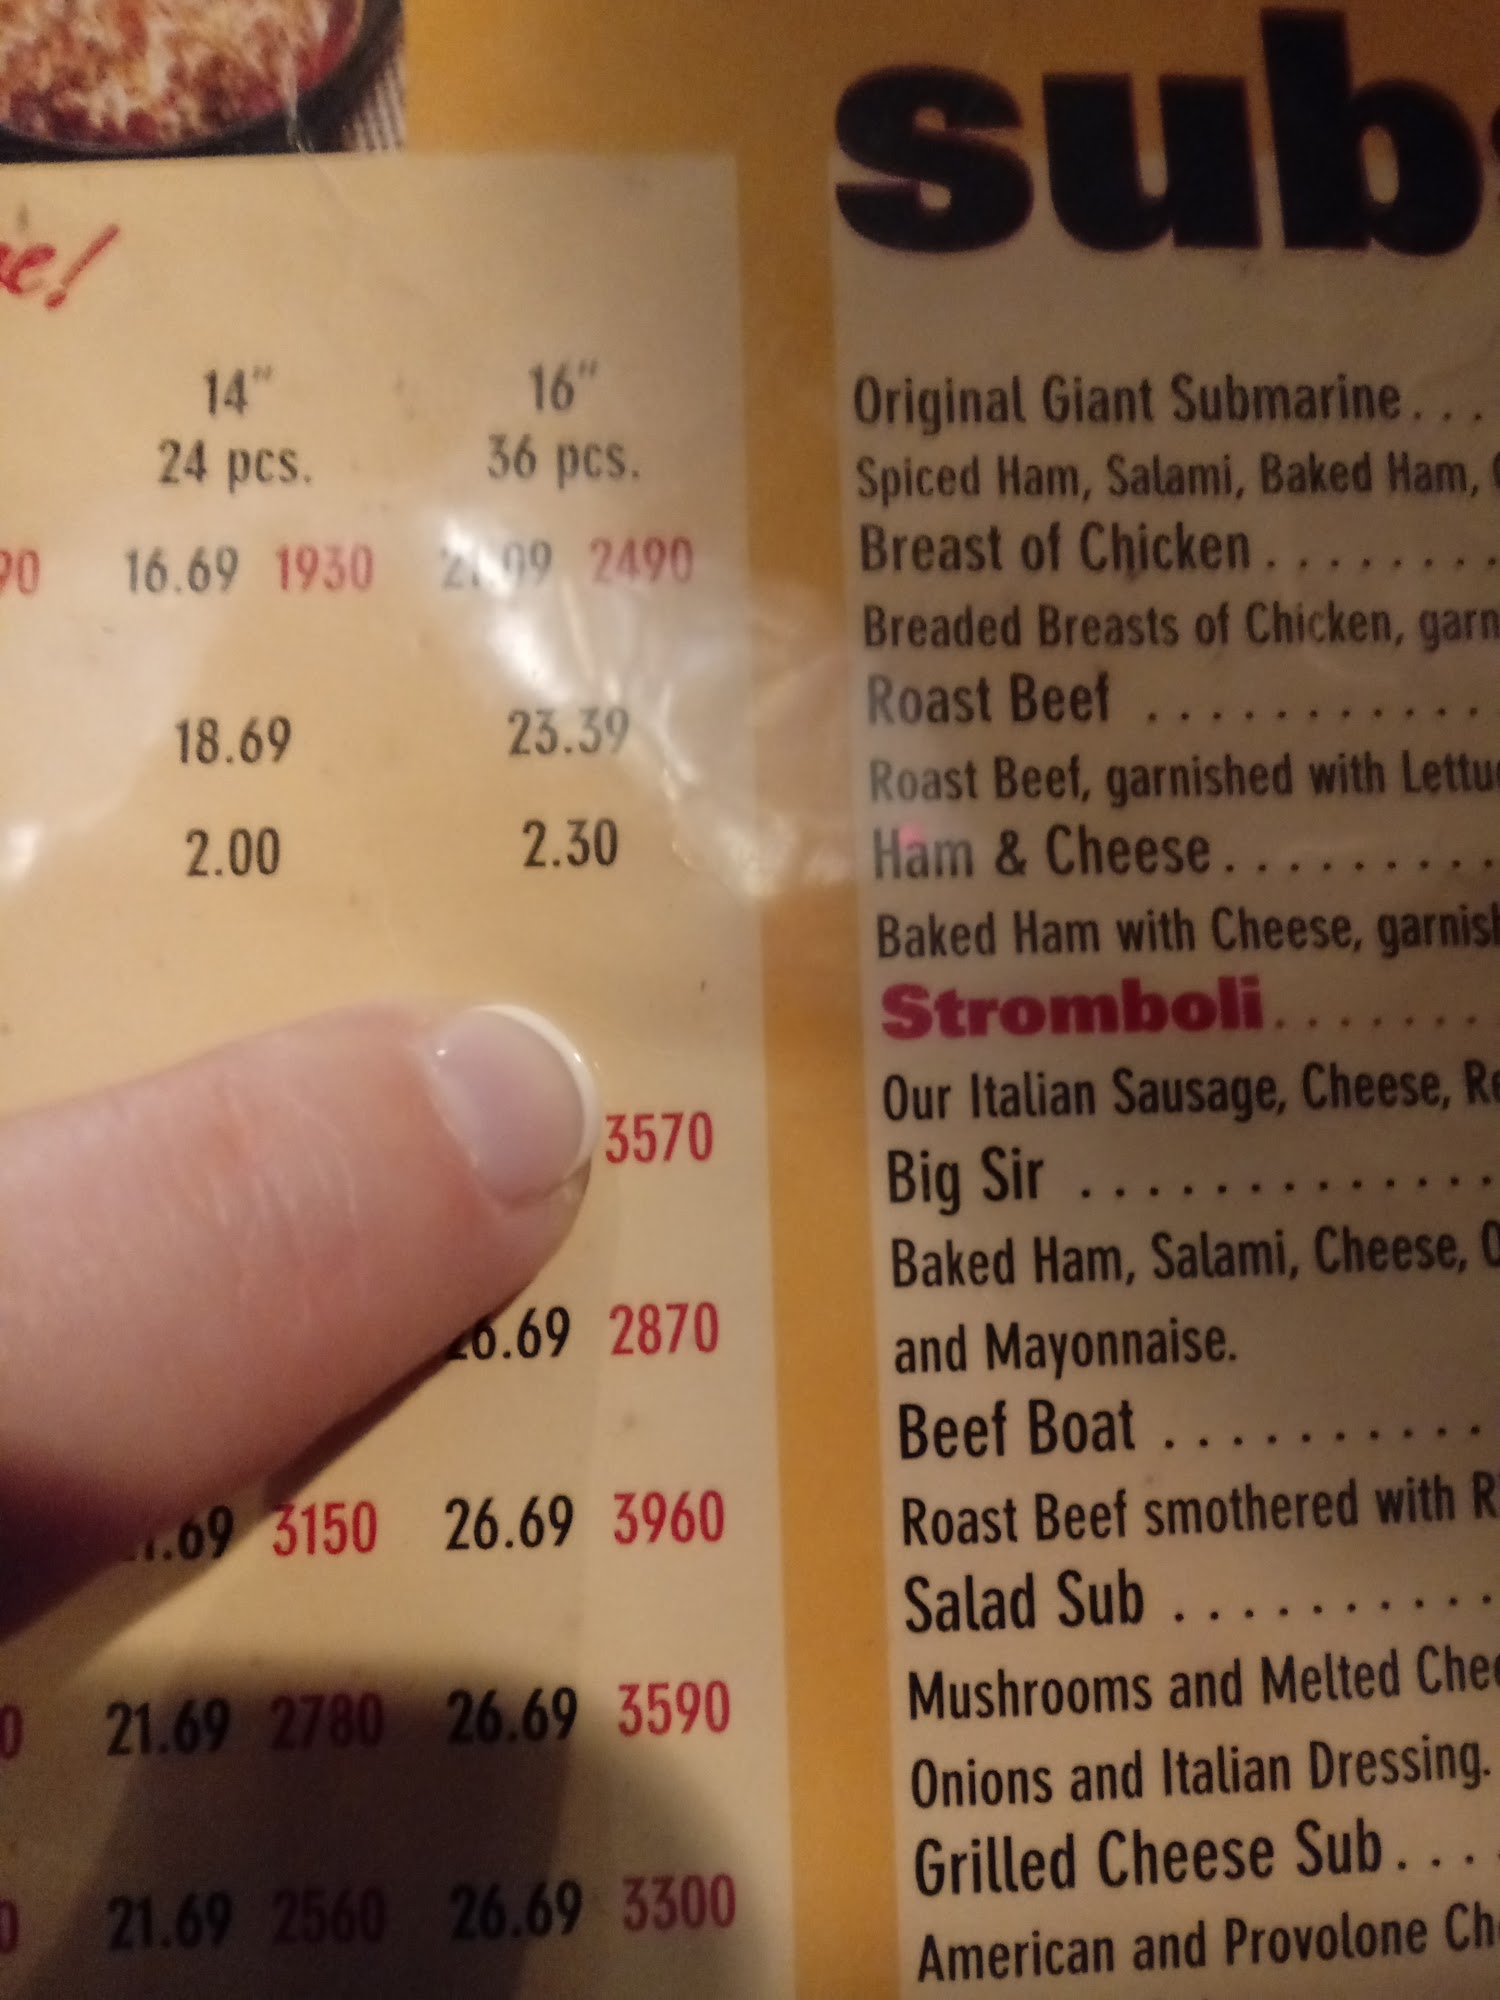 subs
14" 16"
24 pcs. 36 pcs.
16.69 1930 2490
18.69 23.39
2.00 2.30
3570
2870
3150 26.69 3960
21.69 2780 26.69 3590
21.69 2560 26.69 3300
Original Giant Submarine...
Spiced Ham, Salami, Baked Ham,
Breast of Chicken........
Breaded Breasts of Chicken,
Roast Beef ...........
Roast Beef, garnished with
Ham & Cheese..........
Baked Ham with Cheese,
Stromboli.......
Our Italian Sausage, Cheese,
Big Sir .............
Baked Ham, Salami, Cheese,
and Mayonnaise.
Beef Boat ..........
Roast Beef smothered with
Salad Sub ..........
Mushrooms and Melted
Onions and Italian Dressing.
Grilled Cheese Sub....
American and Provolone